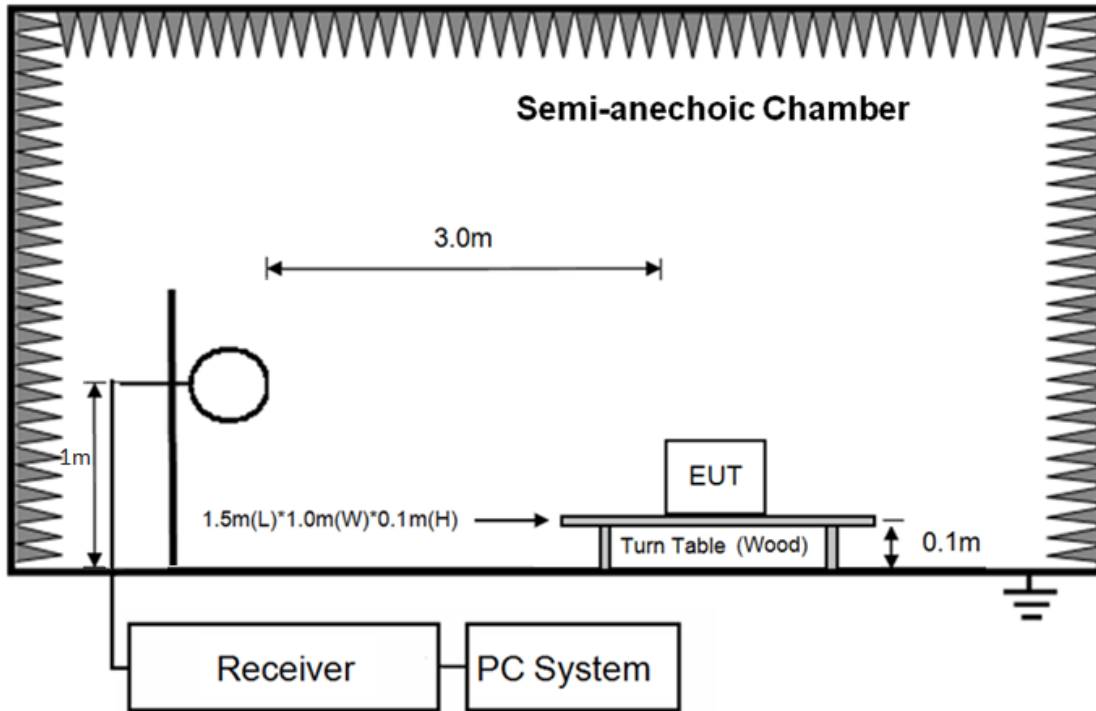 Semi-anechoic Chamber
3.0m
1m
EUT
1.5m(L)*1.0m(W)*0.1m(H)
Turn Table (Wood)
0.1m
Receiver
PC System